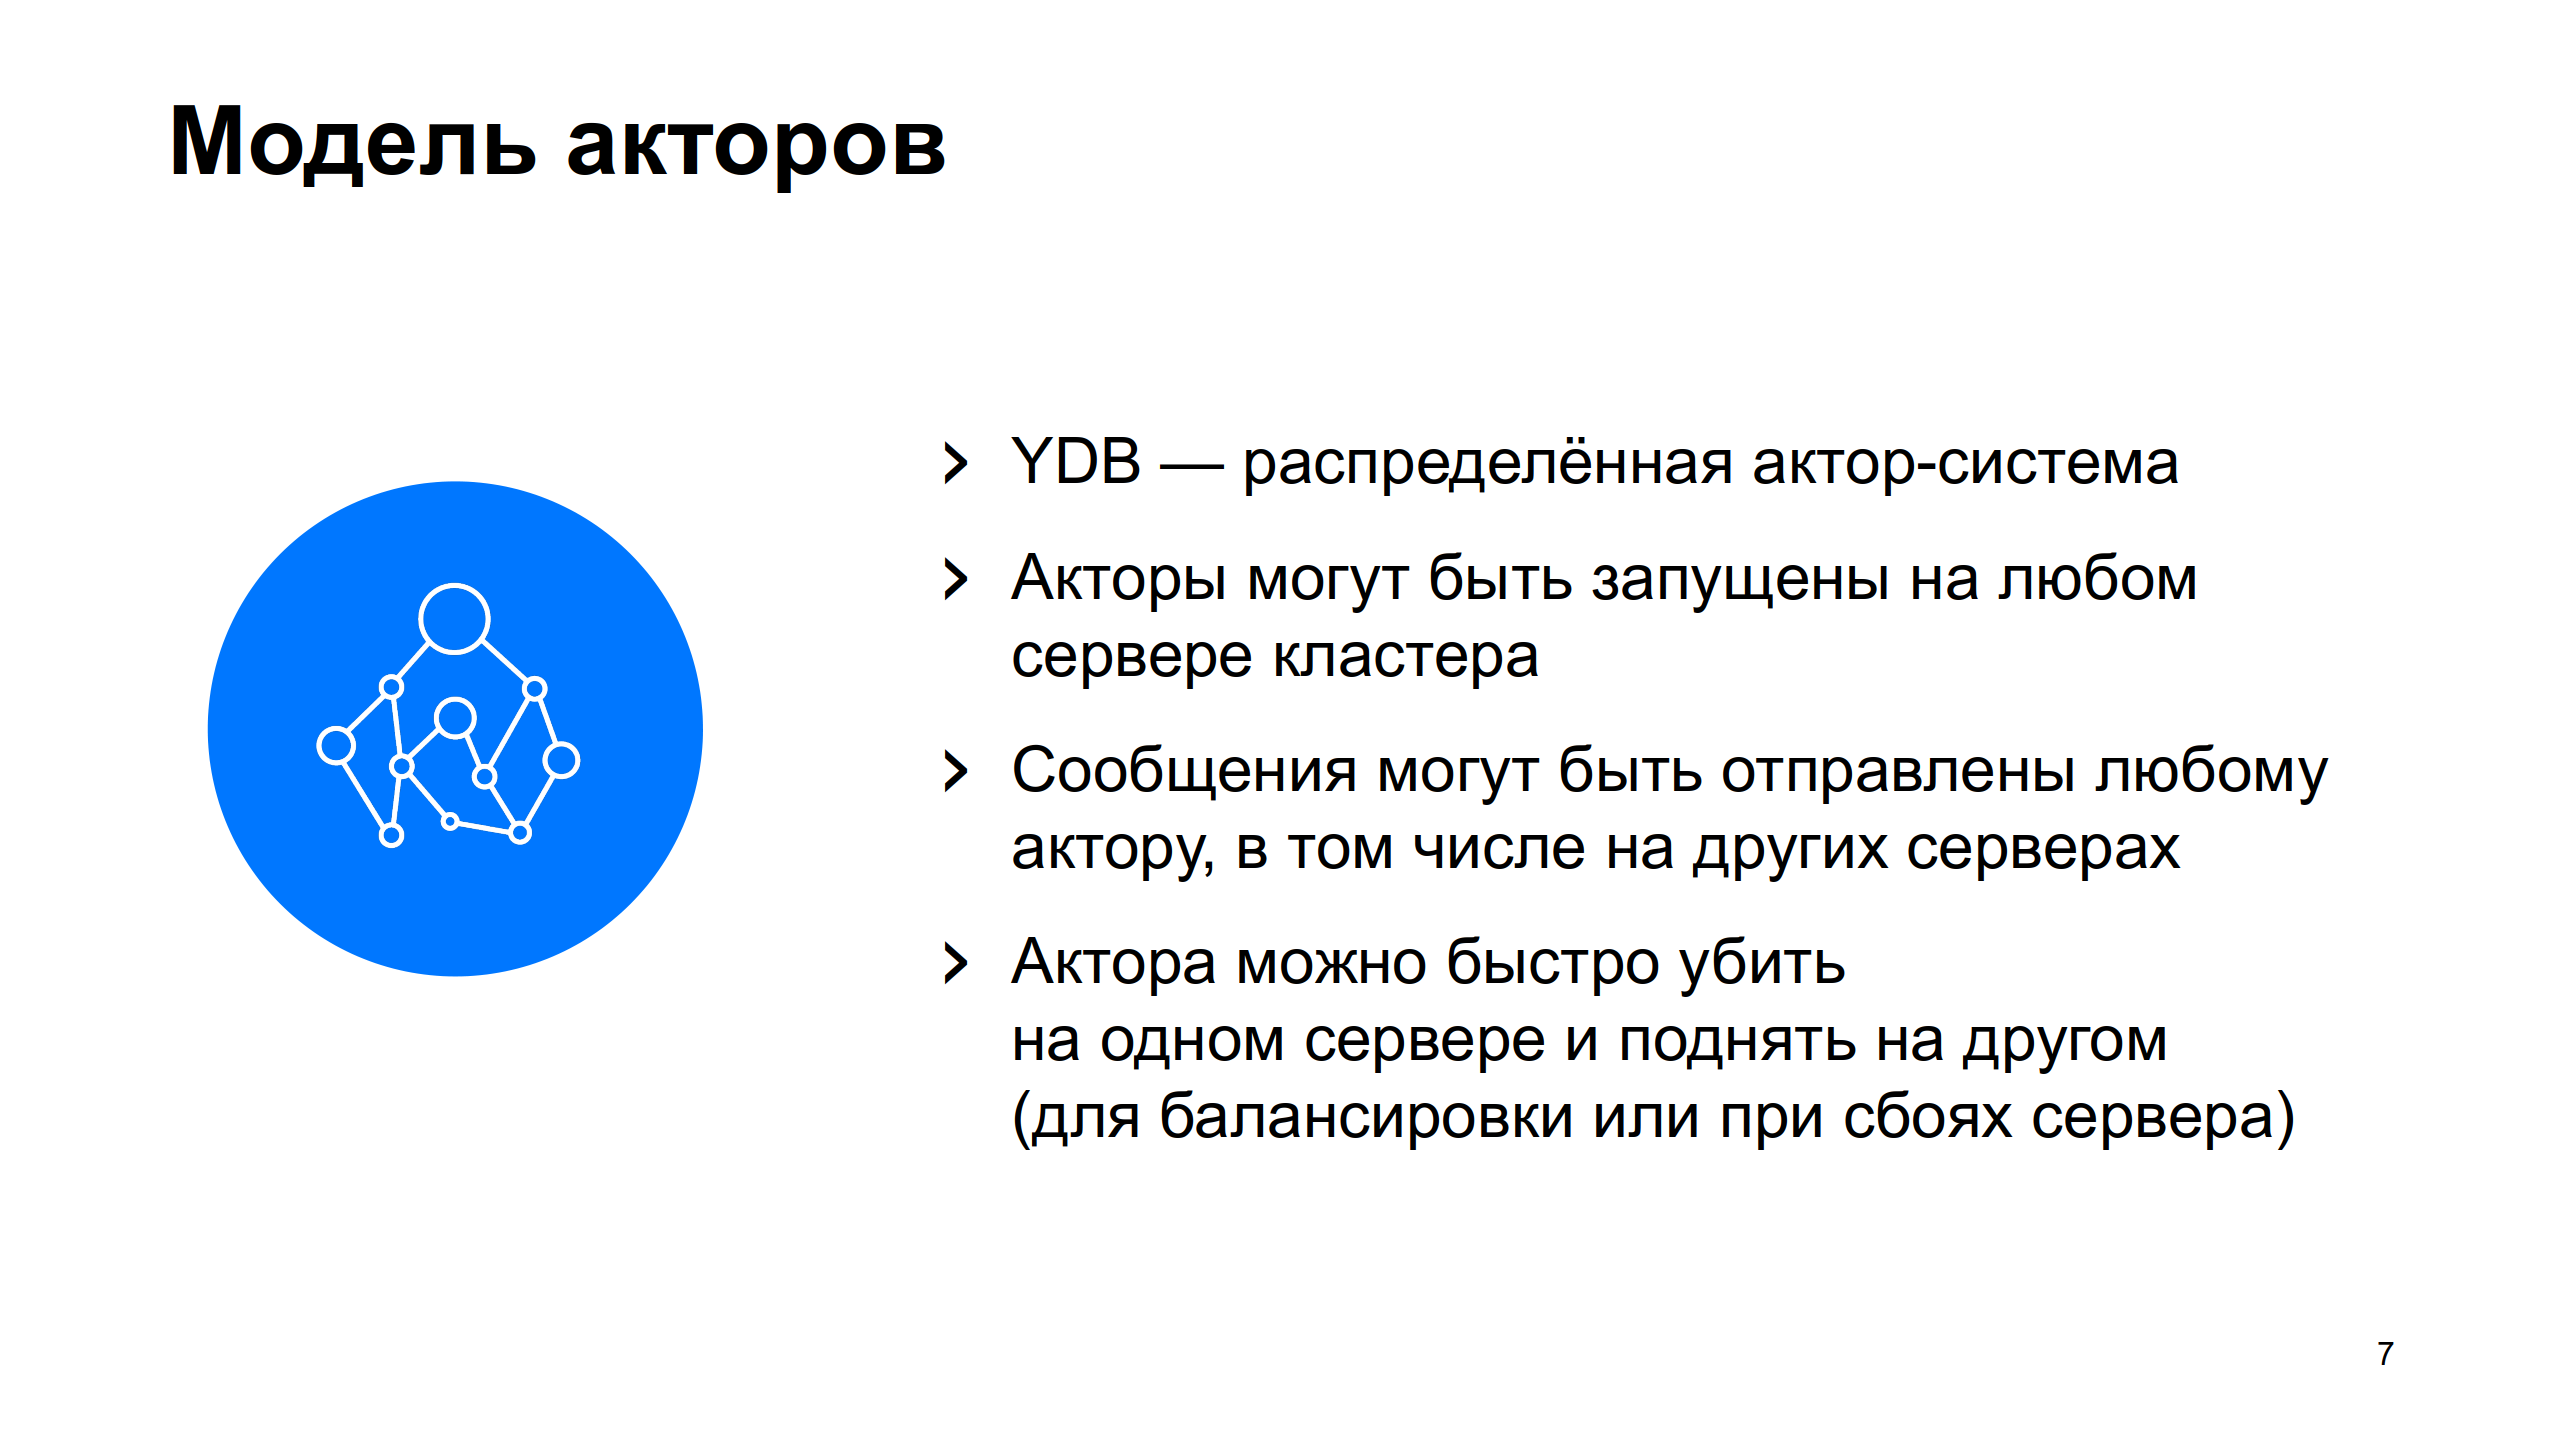 Модель акторов
› YDB — распределённая актор-система
› Акторы могут быть запущены на любом
сервере кластера
› Сообщения могут быть отправлены любому
актору, в том числе на других серверах
› Актора можно быстро убить
на одном сервере и поднять на другом
(для балансировки или при сбоях сервера)
7